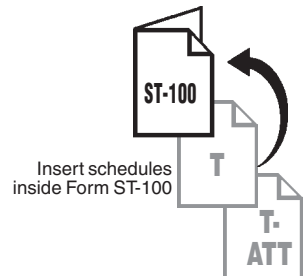 ST-100
Insert schedules
inside Form ST-100
T
T-
ATT